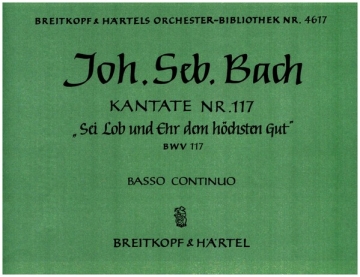 BREITKOPF & HÄRTELS ORCHESTER-BIBLIOTHEK NR. 4617
Joh. Seb. Bach
KANTATE NR. 117
„Sei Lob und Ehr dem höchsten Gut"
BWV 117
BASSO CONTINUO
BREITKOPF & HÄRTEL